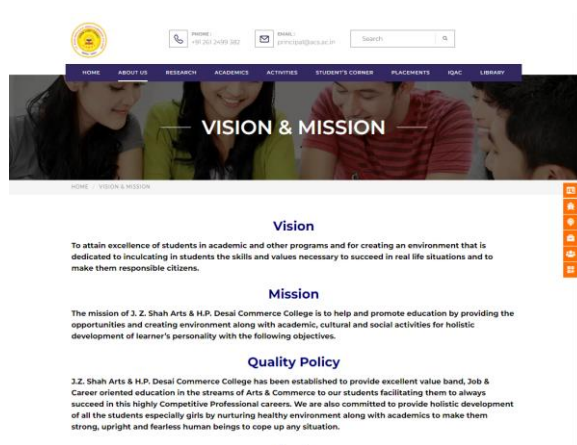 PHONE :
+91 261 2499 382
EMAIL :
principal@acs.ac.in
Search
HOME ABOUT US RESEARCH ACADEMICS ACTIVITIES STUDENT'S CORNER PLACEMENTS IQAC LIBRARY
VISION & MISSION
HOME / VISION & MISSION
Vision
To attain excellence of students in academic and other programs and for creating an environment that is
dedicated to inculcating in students the skills and values necessary to succeed in real life situations and to
make them responsible citizens.
Mission
The mission of J. Z. Shah Arts & H.P. Desai Commerce College is to help and promote education by providing the
opportunities and creating environment along with academic, cultural and social activities for holistic
development of learner's personality with the following objectives.
Quality Policy
J.Z. Shah Arts & H.P. Desai Commerce College has been established to provide excellent value band, Job &
Career oriented education in the streams of Arts & Commerce to our students facilitating them to always
succeed in this highly Competitive Professional careers. We are also committed to provide holistic development
of all the students especially girls by nurturing healthy environment along with academics to make them
strong, upright and fearless human beings to cope up any situation.